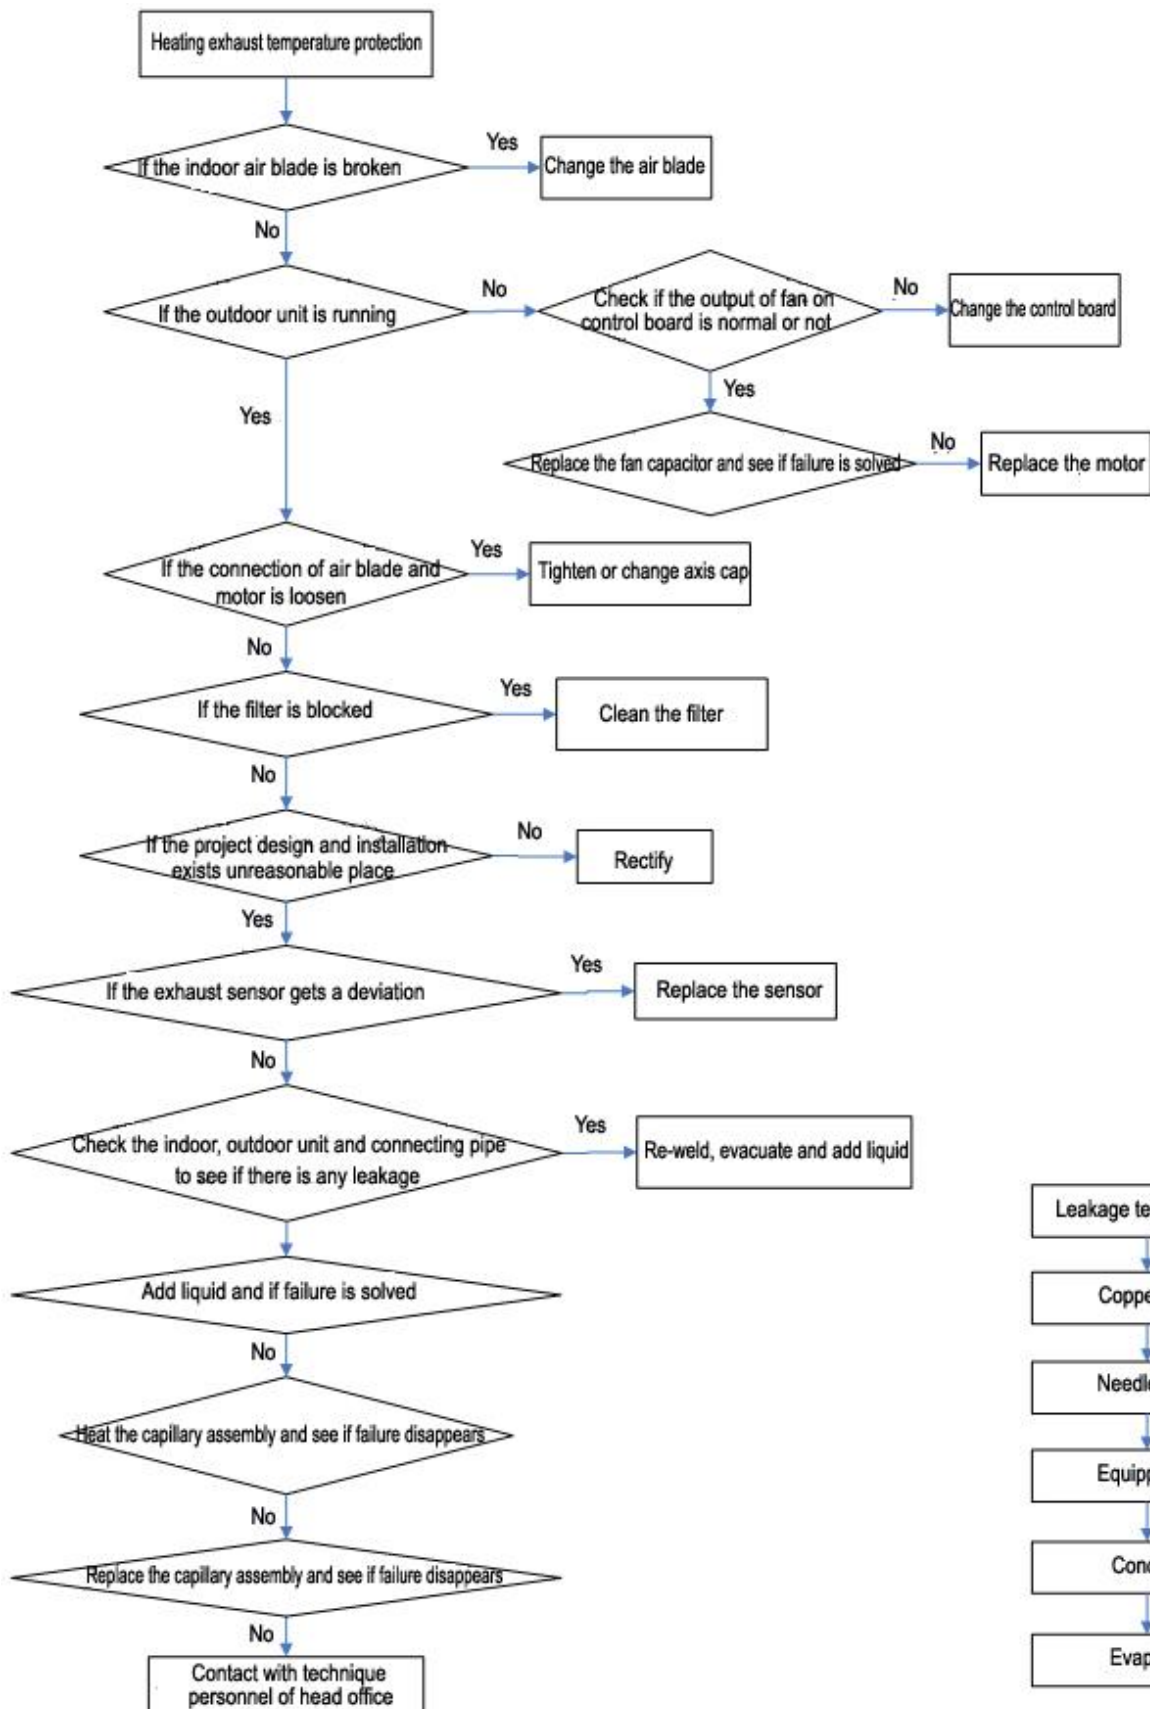 Heating exhaust temperature protection
If the indoor air blade is broken
Yes
Change the air blade
No
If the outdoor unit is running
No
Check if the output of fan on
control board is normal or not
No
Change the control board
Yes
Yes
Replace the fan capacitor and see if failure is solved
No
Replace the motor
If the connection of air blade and
motor is loosen
Yes
Tighten or change axis cap
No
If the filter is blocked
Yes
Clean the filter
No
If the project design and installation
exists unreasonable place
No
Rectify
Yes
If the exhaust sensor gets a deviation
Yes
Replace the sensor
No
Check the indoor, outdoor unit and connecting pipe
to see if there is any leakage
Yes
Re-weld, evacuate and add liquid
Add liquid and if failure is solved
No
Heat the capillary assembly and see if failure disappears
No
Replace the capillary assembly and see if failure disappears
No
Contact with technique
personnel of head office
Leakage